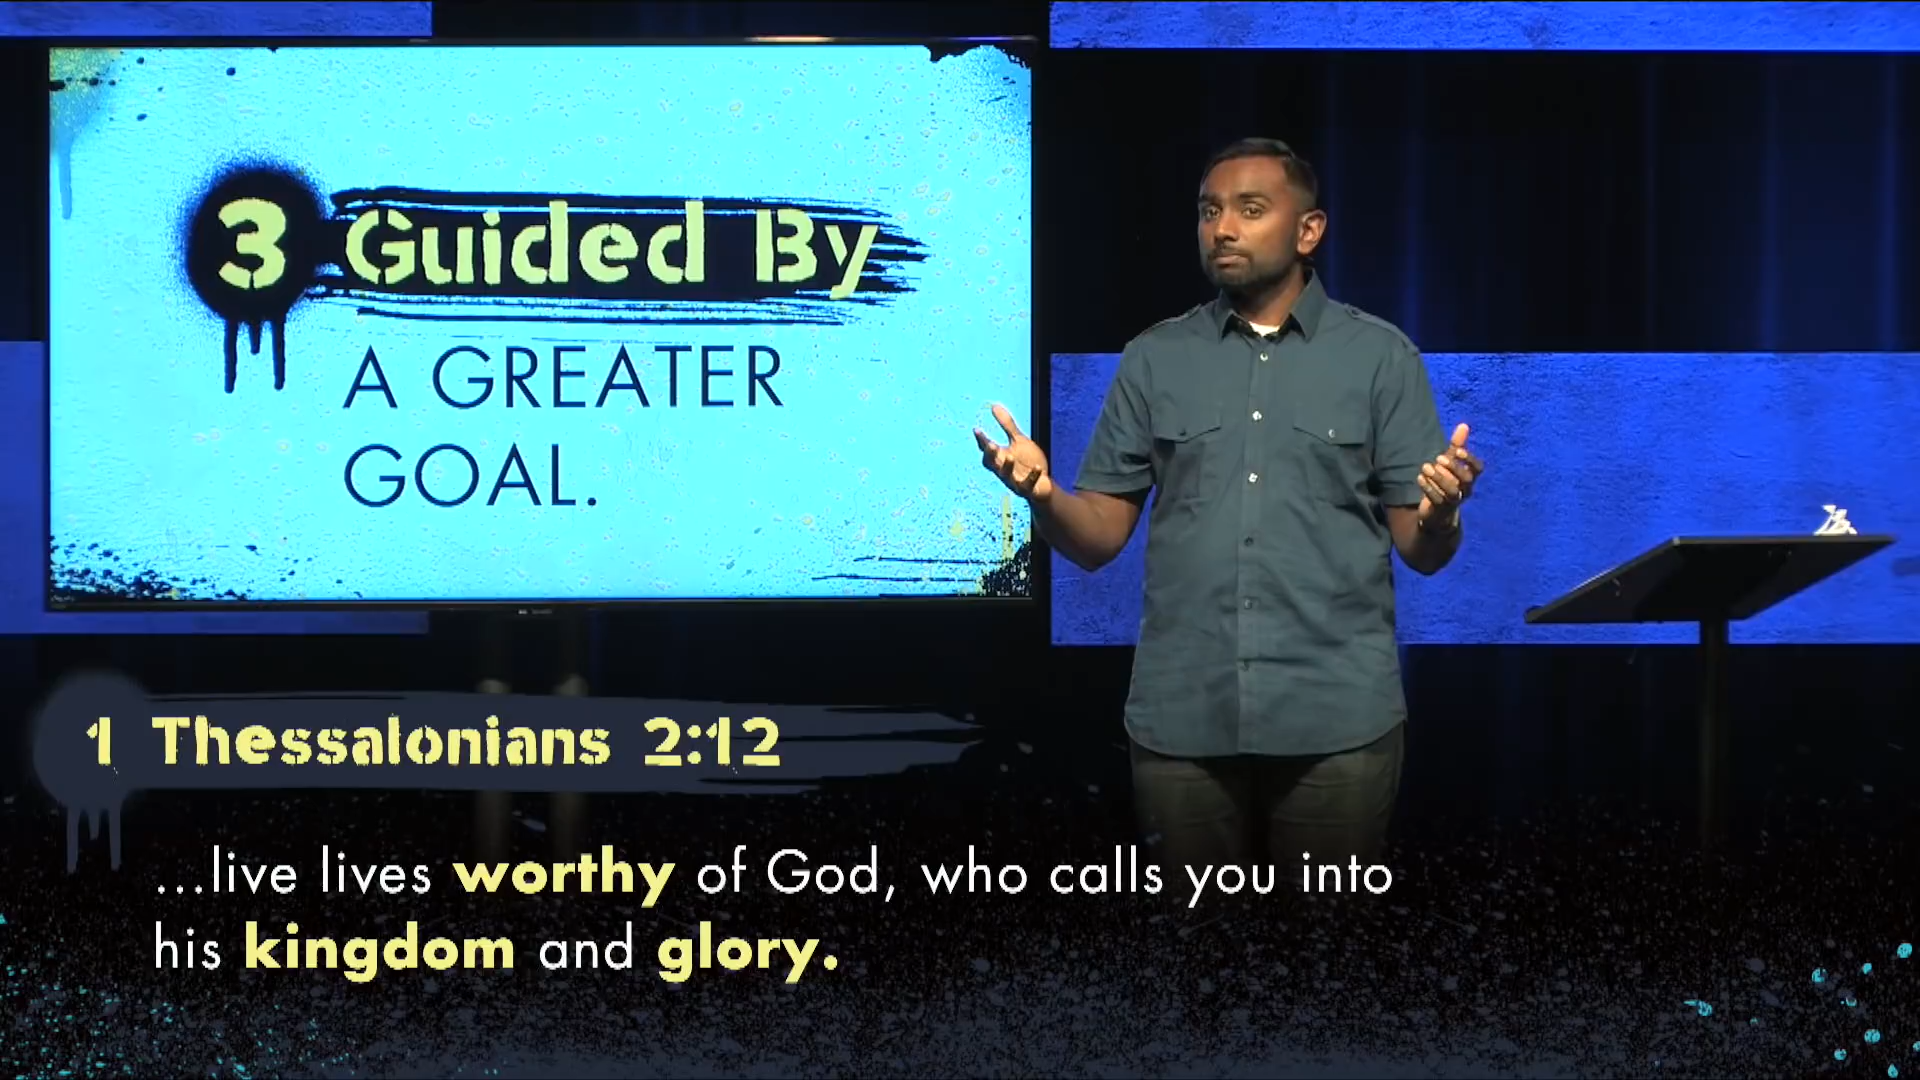 3 Guided By
A GREATER
GOAL.
1 Thessalonians 2:12
...live lives worthy of God, who calls you into
his kingdom and glory.